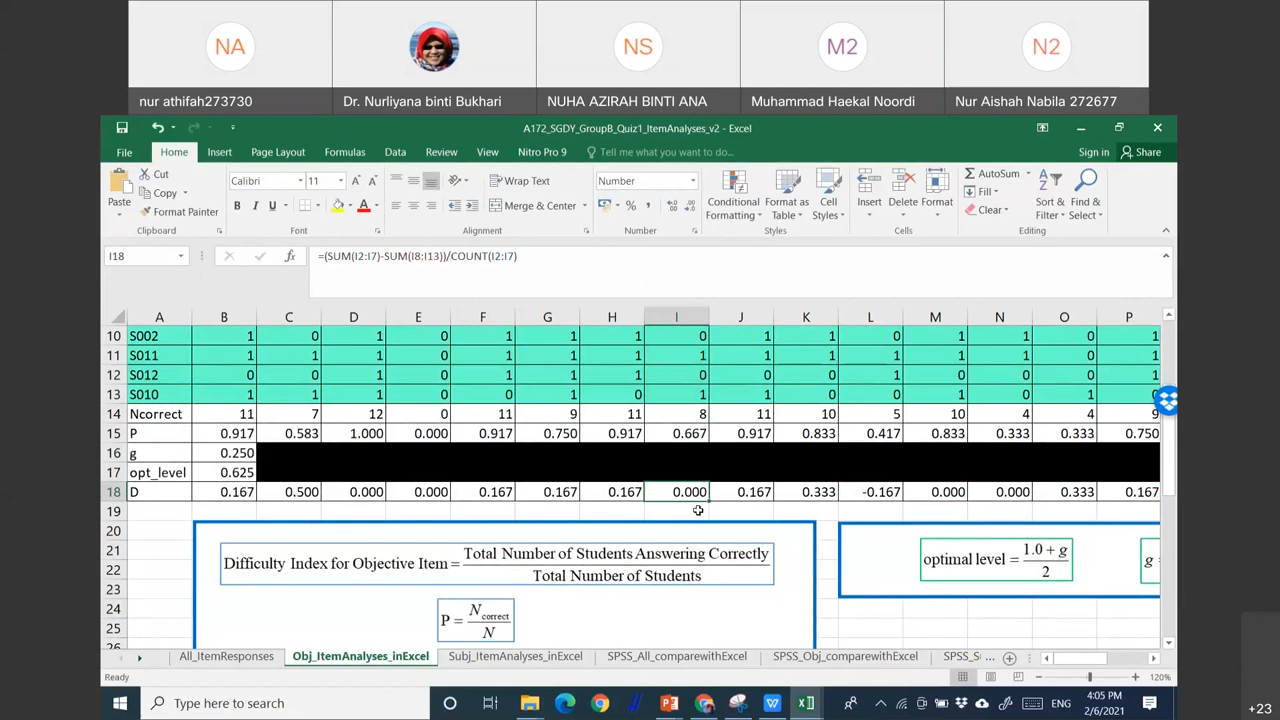 NA
NS
M2
N2
nur athifah273730
Dr. Nurliyana binti Bukhari
NUHA AZIRAH BINTI ANA
Muhammad Haekal Noordi
Nur Aishah Nabila 272677
A172_SGDY_GroupB_Quiz1_ItemAnalyses_v2 - Excel
File Home Insert Page Layout Formulas Data Review View Nitro Pro 9 Tell me what you want to do... Sign in Share
Paste
Cut
Copy
Format Painter
Clipboard
Calibri 11
B I U
Font
Wrap Text
Merge & Center
Alignment
Number
Number
Conditional Formatting
Format as Table
Cell Styles
Styles
Insert Delete Format
Cells
AutoSum
Fill
Clear
Sort & Filter
Find & Select
Editing
I18 fx =(SUM(I2:I7)-SUM(I8:I13))/COUNT(I2:I7)
A B C D E F G H I J K L M N O P
10 S002 1 0 1 0 1 1 1 0 1 1 0 1 1 0 1
11 S011 1 1 1 0 1 1 1 1 1 1 1 1 0 0 1
12 S012 0 0 1 0 1 1 1 0 0 0 1 0 0 0 1
13 S010 1 1 1 0 0 1 1 1 1 1 0 1 0 1 0
14 Ncorrect 11 7 12 0 11 9 11 8 11 10 5 10 4 4 9
15 P 0.917 0.583 1.000 0.000 0.917 0.750 0.917 0.667 0.917 0.833 0.417 0.833 0.333 0.333 0.750
16 g 0.250
17 opt_level 0.625
18 D 0.167 0.500 0.000 0.000 0.167 0.167 0.167 0.000 0.167 0.333 -0.167 0.000 0.000 0.333 0.167
19
20
21
22
23
24
25
Difficulty Index for Objective Item = Total Number of Students Answering Correctly / Total Number of Students
P = N correct / N
optimal level = 1.0 + g / 2
g =
All_ItemResponses Obj_ItemAnalyses_inExcel Subj_ItemAnalyses_inExcel SPSS_All_comparewithExcel SPSS_Obj_comparewithExcel SPSS_S ...
Ready
120%
Type here to search
ENG
4:05 PM
2/6/2021
+23